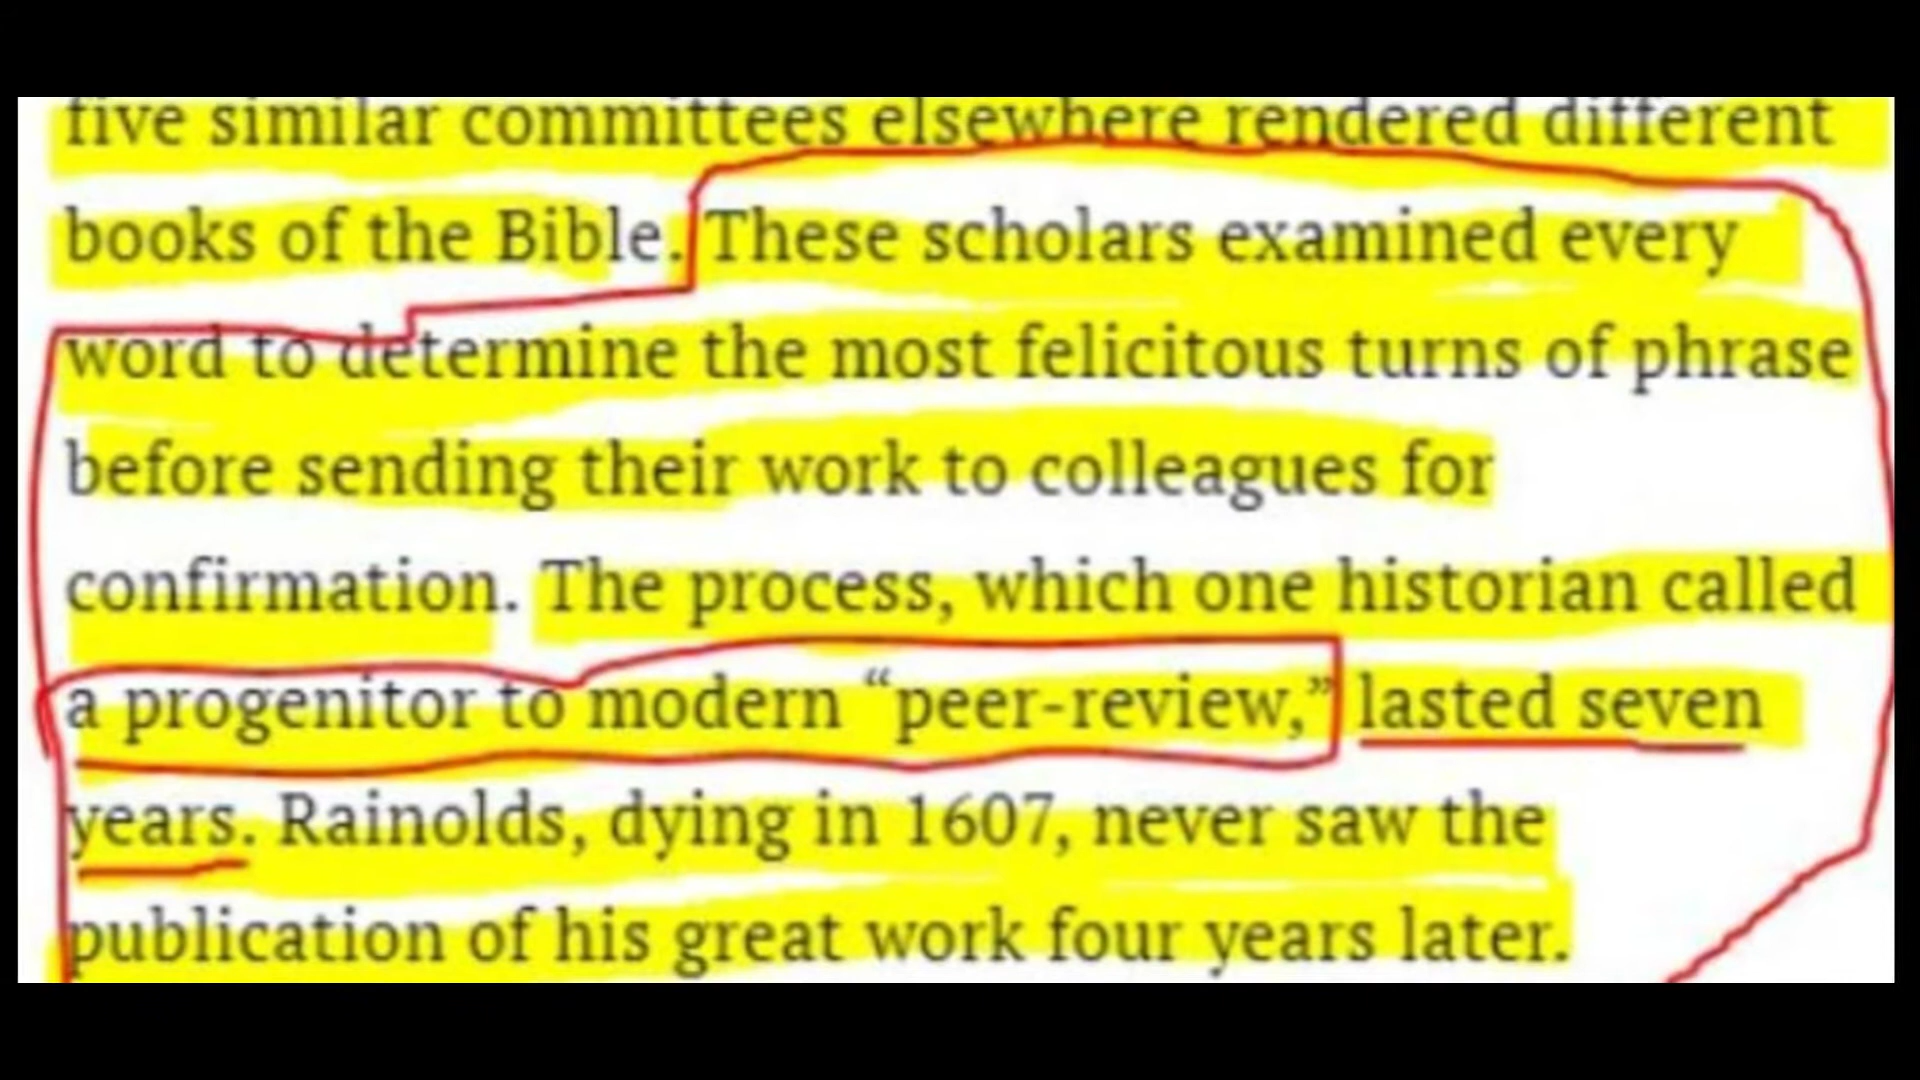 five similar committees elsewhere rendered different
books of the Bible. These scholars examined every
word to determine the most felicitous turns of phrase
before sending their work to colleagues for
confirmation. The process, which one historian called
a progenitor to modern “peer-review,” lasted seven
years. Rainolds, dying in 1607, never saw the
publication of his great work four years later.